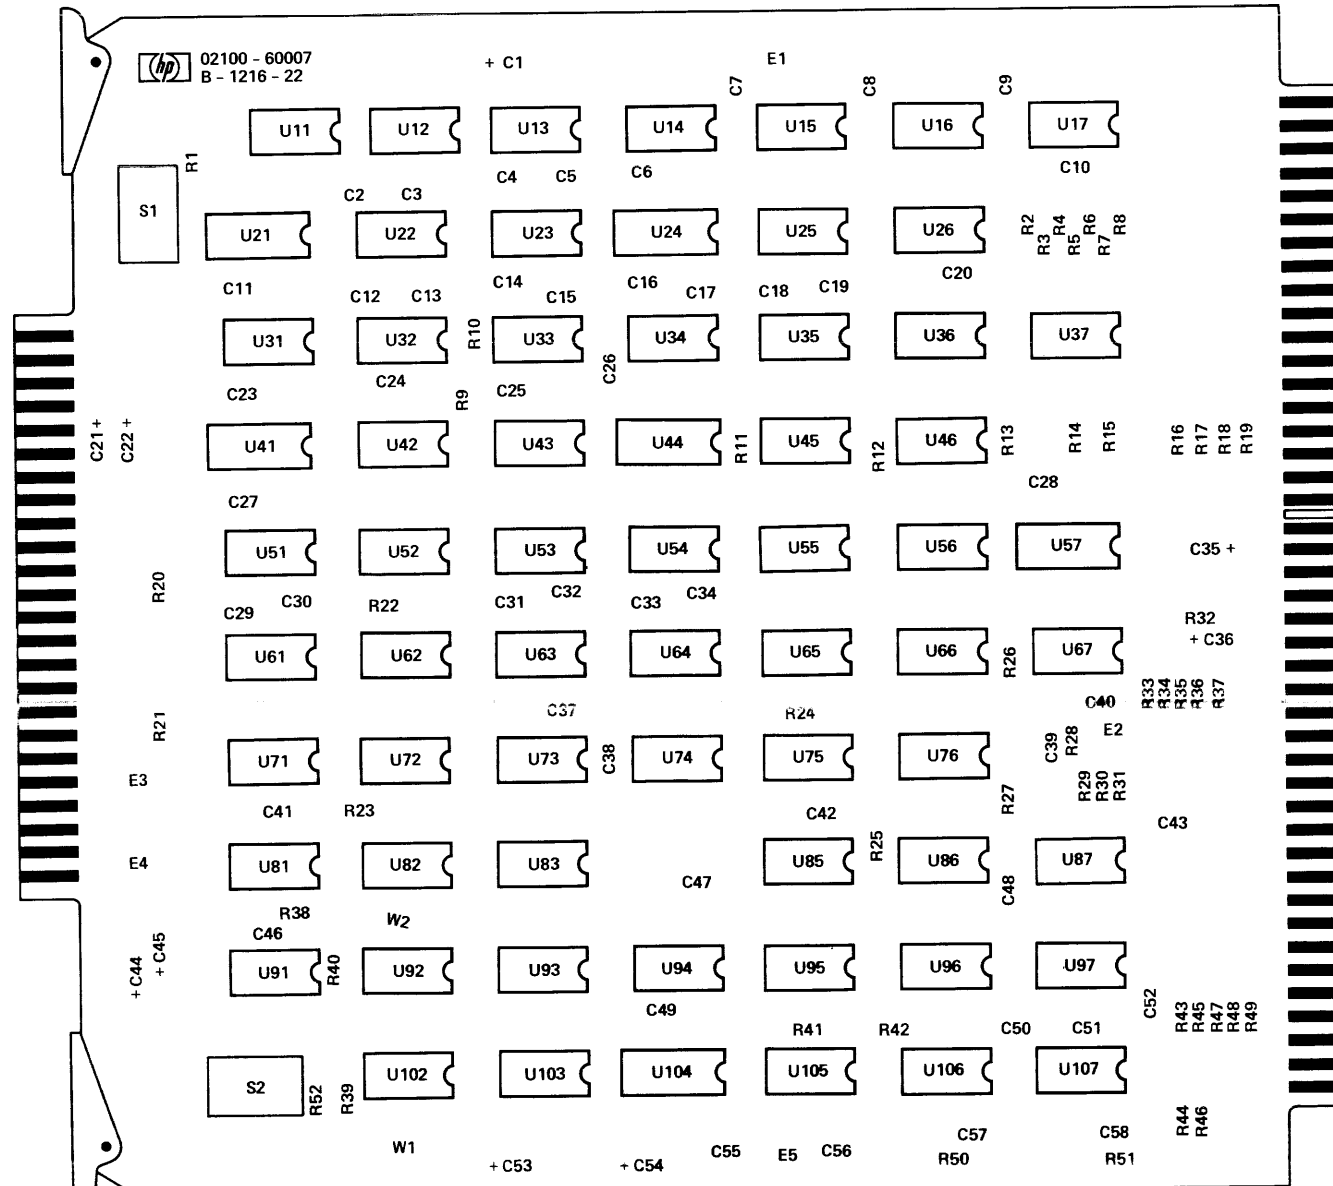 hp 02100 - 60007
B - 1216 - 22
+ C1
E1
C7
C8
C9
U11 U12 U13 U14 U15 U16 U17
R1
C4 C5 C6 C10
C2 C3
S1
U21 U22 U23 U24 U25 U26
R2 R3 R4 R5 R6 R7 R8
C11 C12 C13 C14 C15 C16 C17 C18 C19 C20
U31 U32 R10 U33 U34 U35 U36 U37
C23 C24 R9 C25 C26
C21 + C22 +
U41 U42 U43 U44 R11 U45 R12 U46 R13 R14 R15 R16 R17 R18 R19
C27 C28
U51 U52 U53 U54 U55 U56 U57 C35 +
R20
C29 C30 R22 C31 C32 C33 C34
R32
+ C36
U61 U62 U63 U64 U65 U66 R26 U67
C37 R24 C40 R33 R34 R35 R36 R37
R21
E2
U71 U72 U73 C38 U74 U75 U76 C39 R28
E3
R27 R29 R30 R31
C41 R23 C42 C43
E4 U81 U82 U83 U85 R25 U86 U87
C47 C48
R38 W2
C46
+ C44 + C45
U91 R40 U92 U93 U94 U95 U96 U97
C49 C52
R41 R42 C50 C51 R43 R45 R47 R48 R49
S2 R52 R39 U102 U103 U104 U105 U106 U107
R44 R46
W1 + C53 + C54 C55 E5 C56 C57 C58
R50 R51